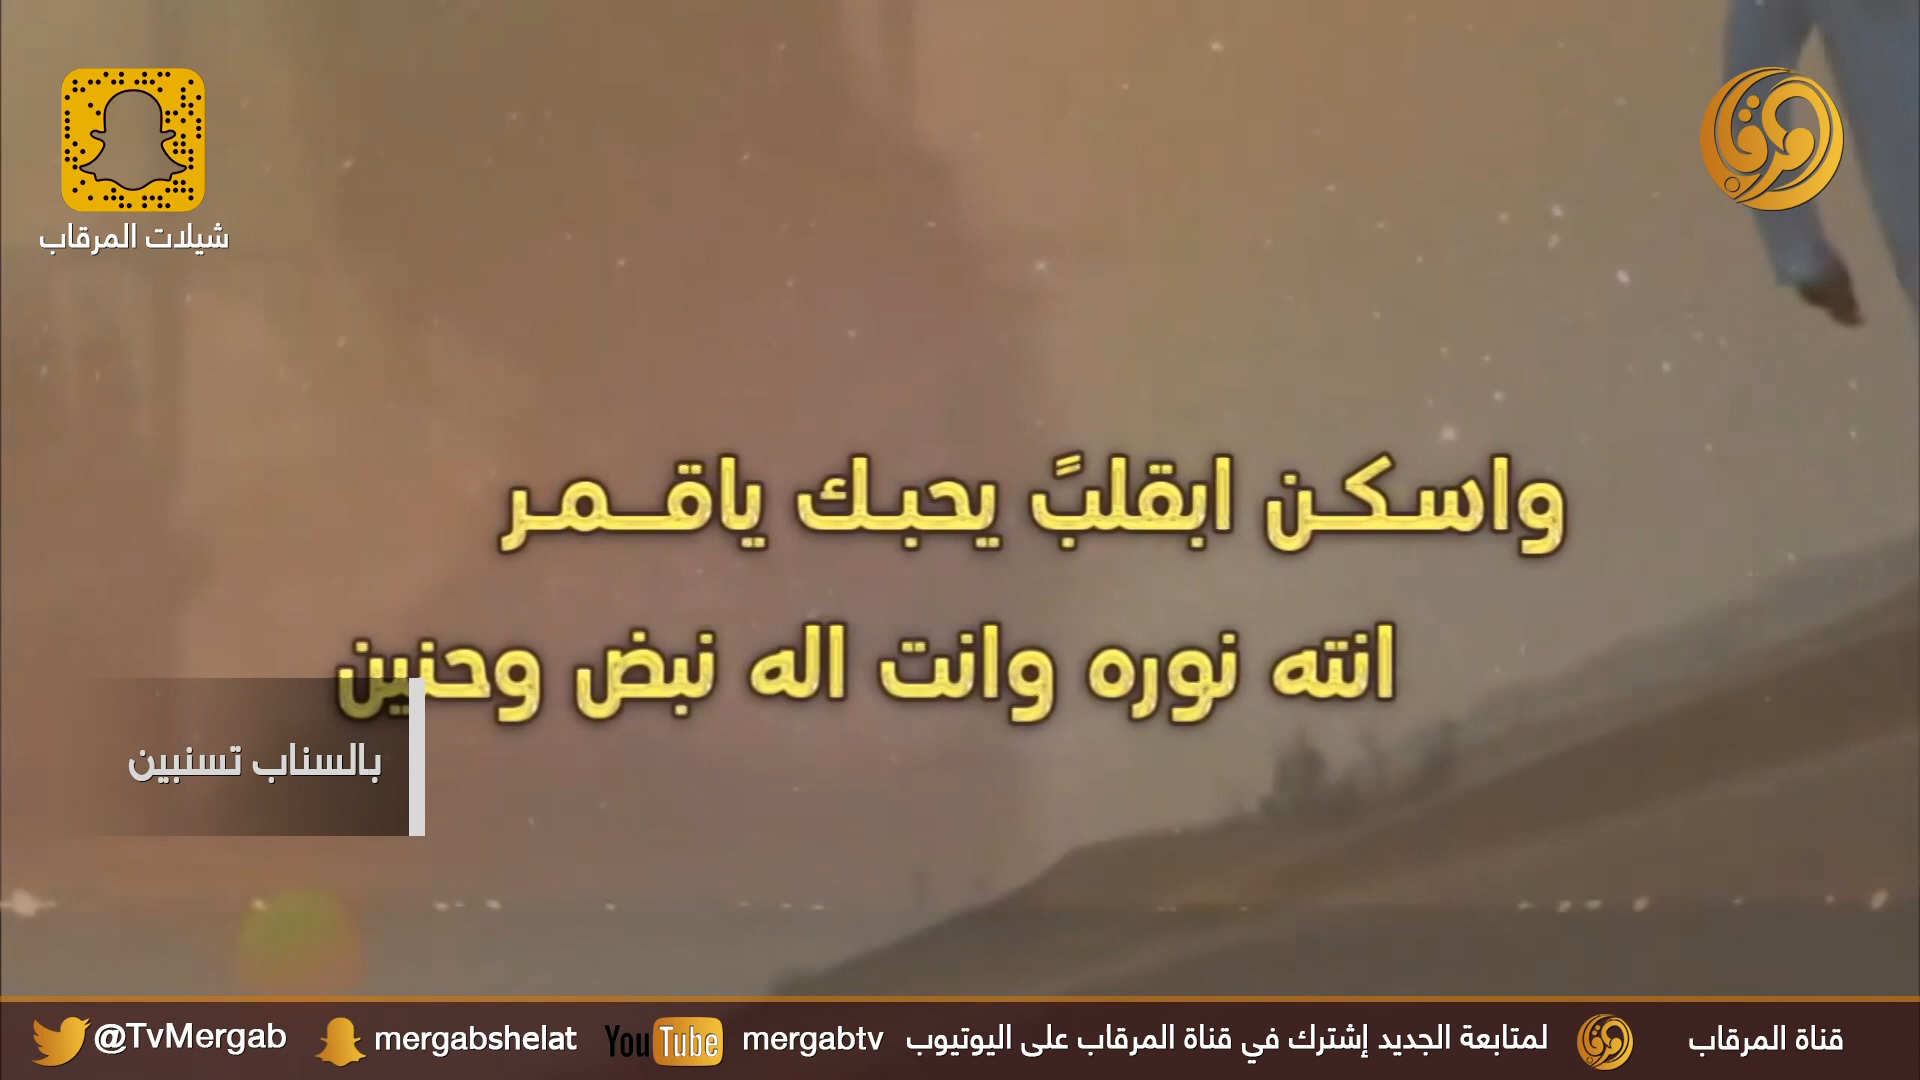 شيلات المرقاب
مرقاب
واسكن ابقلبً يحبك ياقمر
انته نوره وانت اله نبض وحنين
بالسناب تسنبين
@TvMergab mergabshelat YouTube mergabtv لمتابعة الجديد إشترك في قناة المرقاب على اليوتيوب قناة المرقاب